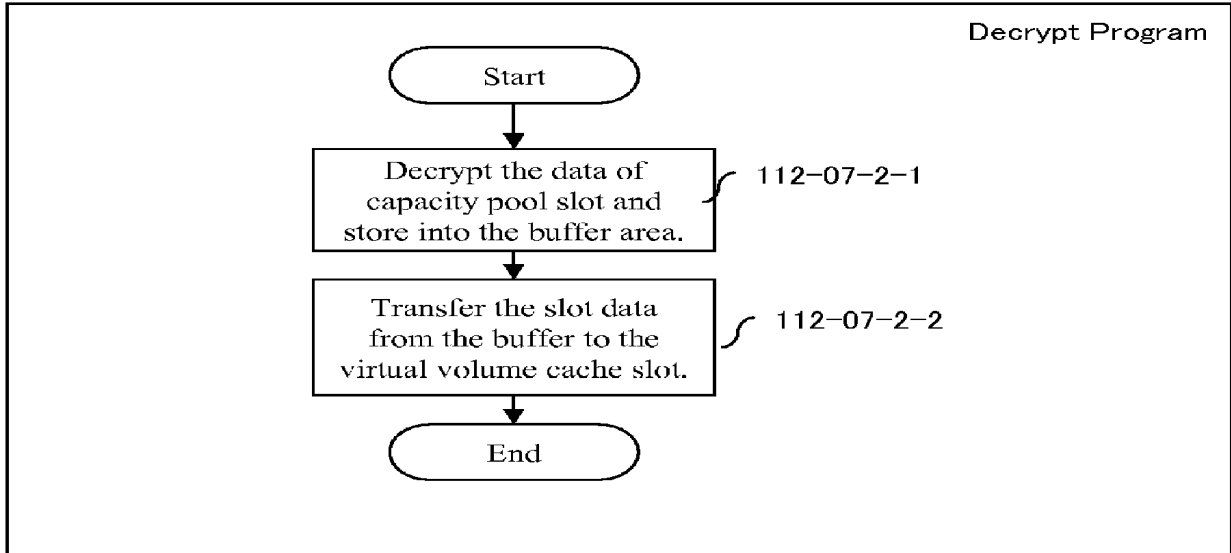 Decrypt Program
Start
Decrypt the data of
capacity pool slot and
store into the buffer area.
112-07-2-1
Transfer the slot data
from the buffer to the
virtual volume cache slot.
112-07-2-2
End